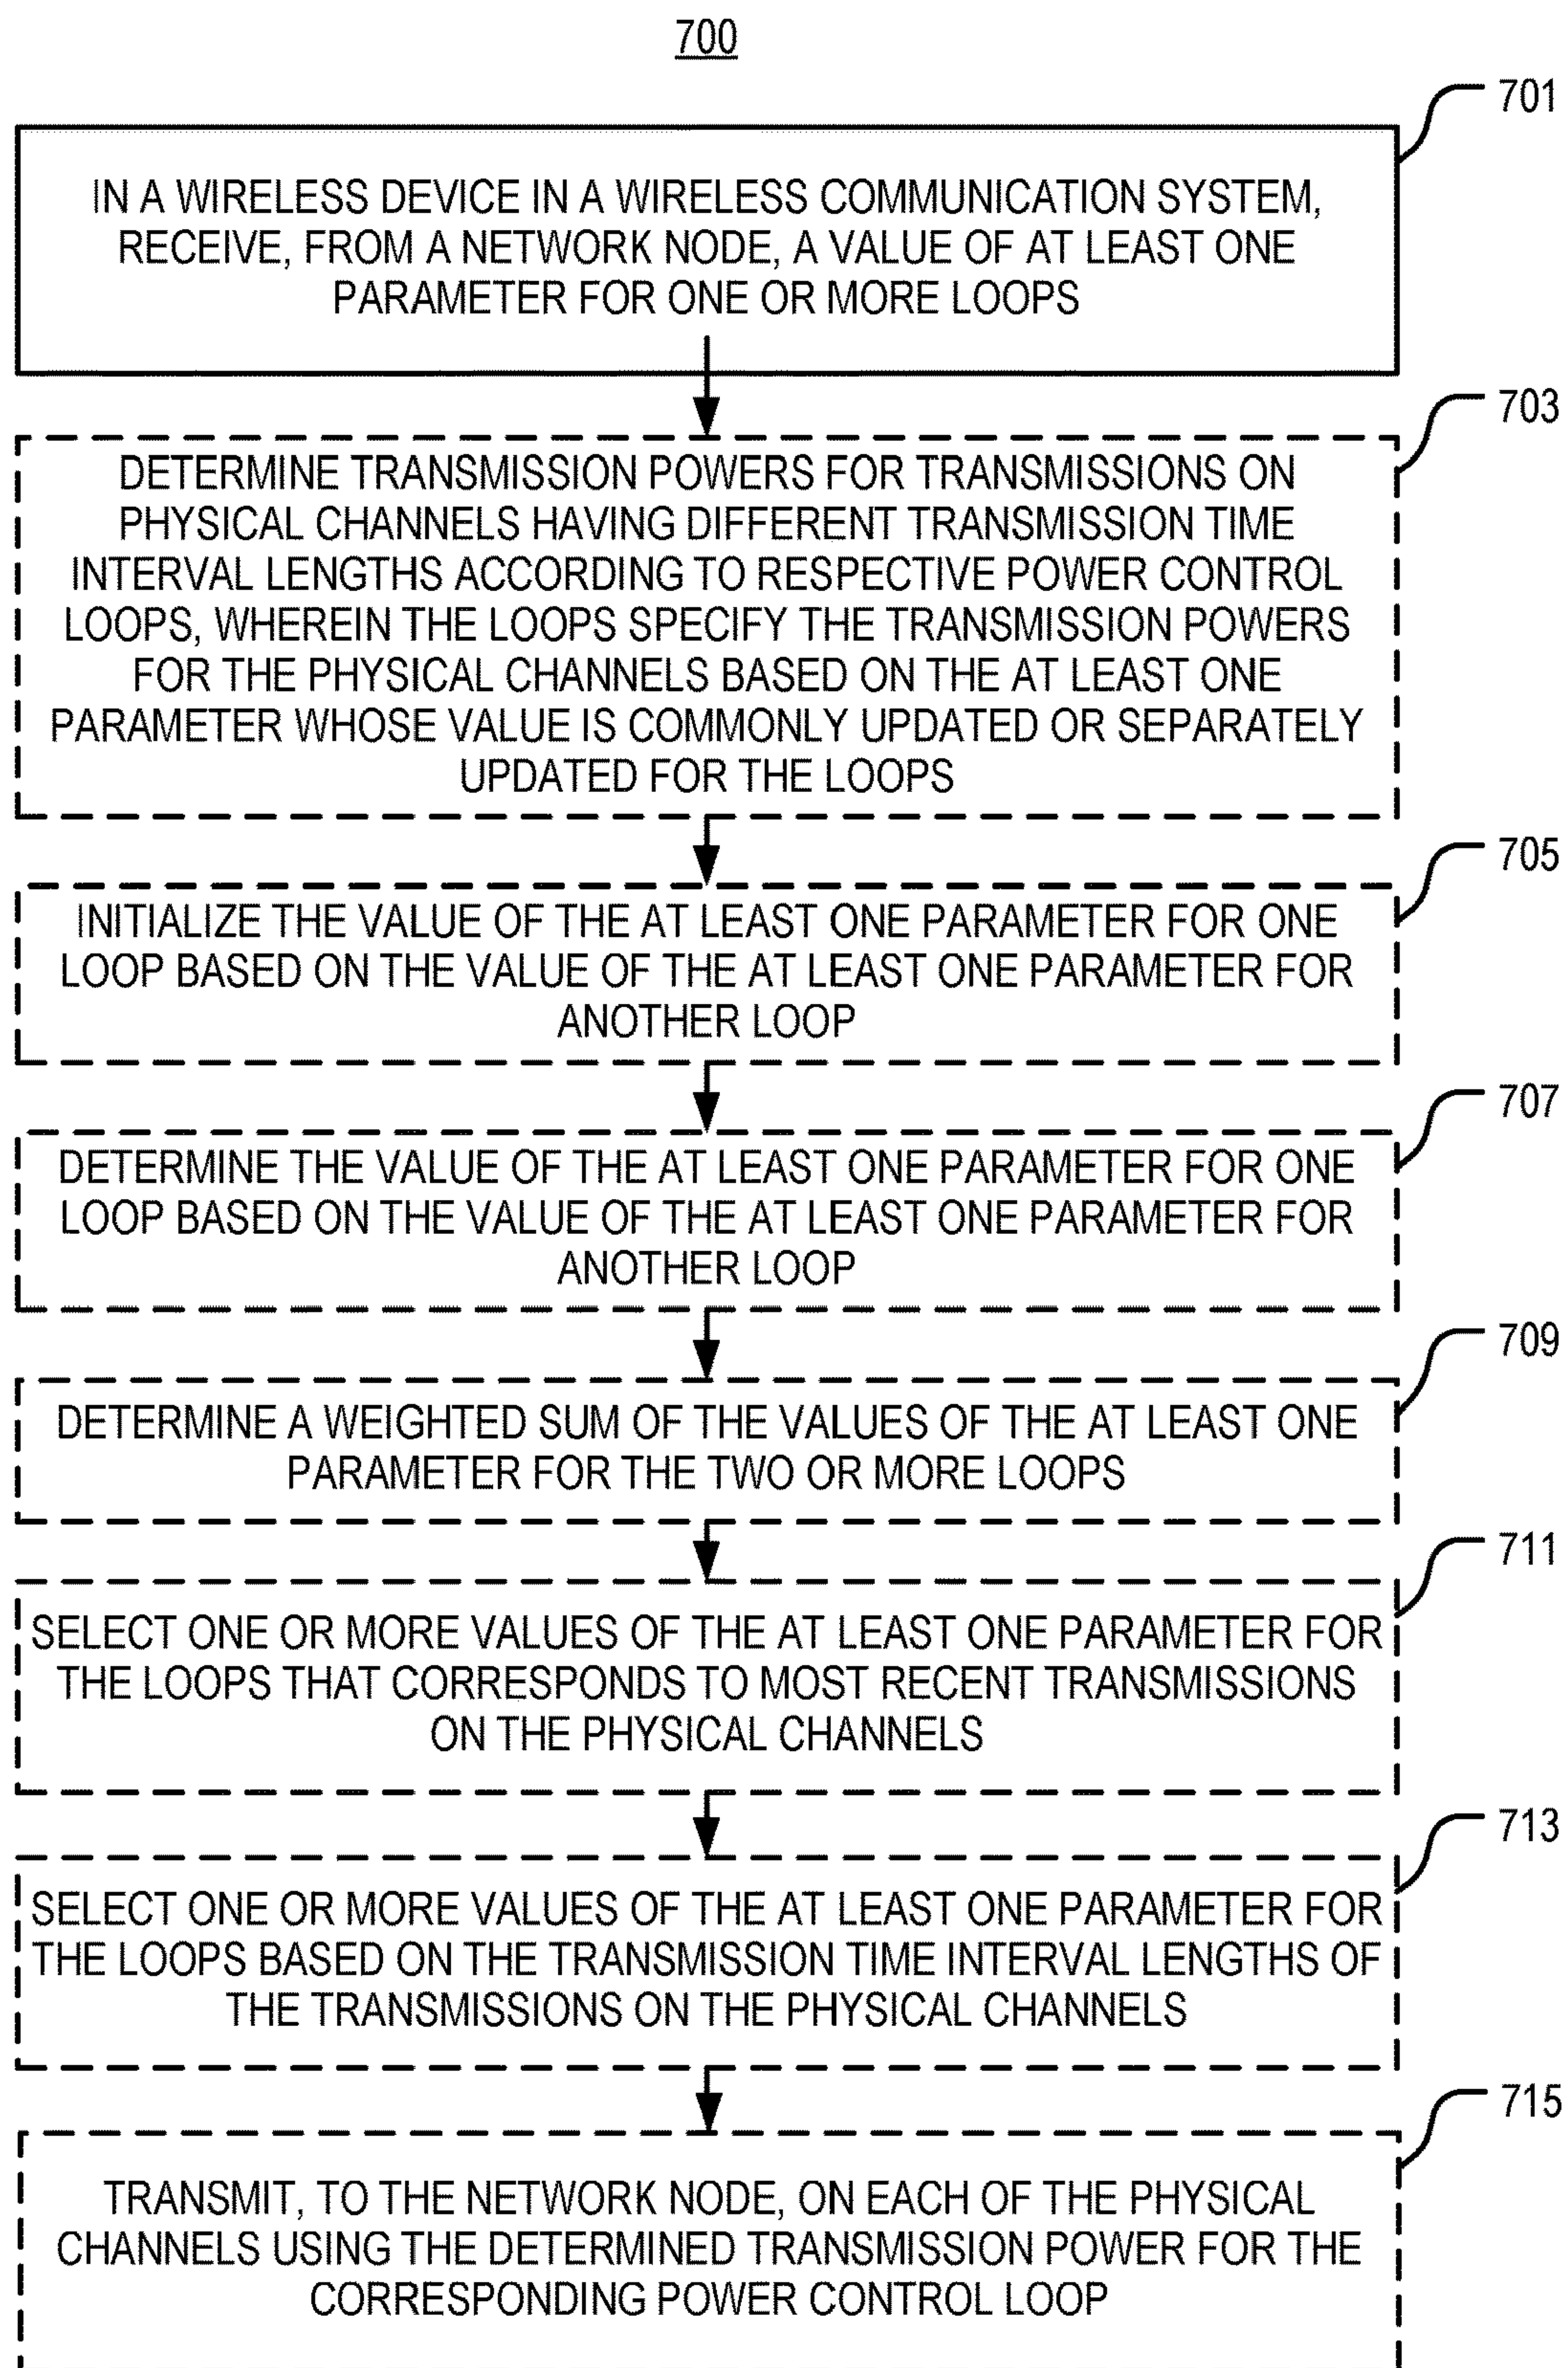 700
701
IN A WIRELESS DEVICE IN A WIRELESS COMMUNICATION SYSTEM,
RECEIVE, FROM A NETWORK NODE, A VALUE OF AT LEAST ONE
PARAMETER FOR ONE OR MORE LOOPS
703
DETERMINE TRANSMISSION POWERS FOR TRANSMISSIONS ON
PHYSICAL CHANNELS HAVING DIFFERENT TRANSMISSION TIME
INTERVAL LENGTHS ACCORDING TO RESPECTIVE POWER CONTROL
LOOPS, WHEREIN THE LOOPS SPECIFY THE TRANSMISSION POWERS
FOR THE PHYSICAL CHANNELS BASED ON THE AT LEAST ONE
PARAMETER WHOSE VALUE IS COMMONLY UPDATED OR SEPARATELY
UPDATED FOR THE LOOPS
705
INITIALIZE THE VALUE OF THE AT LEAST ONE PARAMETER FOR ONE
LOOP BASED ON THE VALUE OF THE AT LEAST ONE PARAMETER FOR
ANOTHER LOOP
707
DETERMINE THE VALUE OF THE AT LEAST ONE PARAMETER FOR ONE
LOOP BASED ON THE VALUE OF THE AT LEAST ONE PARAMETER FOR
ANOTHER LOOP
709
DETERMINE A WEIGHTED SUM OF THE VALUES OF THE AT LEAST ONE
PARAMETER FOR THE TWO OR MORE LOOPS
711
SELECT ONE OR MORE VALUES OF THE AT LEAST ONE PARAMETER FOR
THE LOOPS THAT CORRESPONDS TO MOST RECENT TRANSMISSIONS
ON THE PHYSICAL CHANNELS
713
SELECT ONE OR MORE VALUES OF THE AT LEAST ONE PARAMETER FOR
THE LOOPS BASED ON THE TRANSMISSION TIME INTERVAL LENGTHS OF
THE TRANSMISSIONS ON THE PHYSICAL CHANNELS
715
TRANSMIT, TO THE NETWORK NODE, ON EACH OF THE PHYSICAL
CHANNELS USING THE DETERMINED TRANSMISSION POWER FOR THE
CORRESPONDING POWER CONTROL LOOP